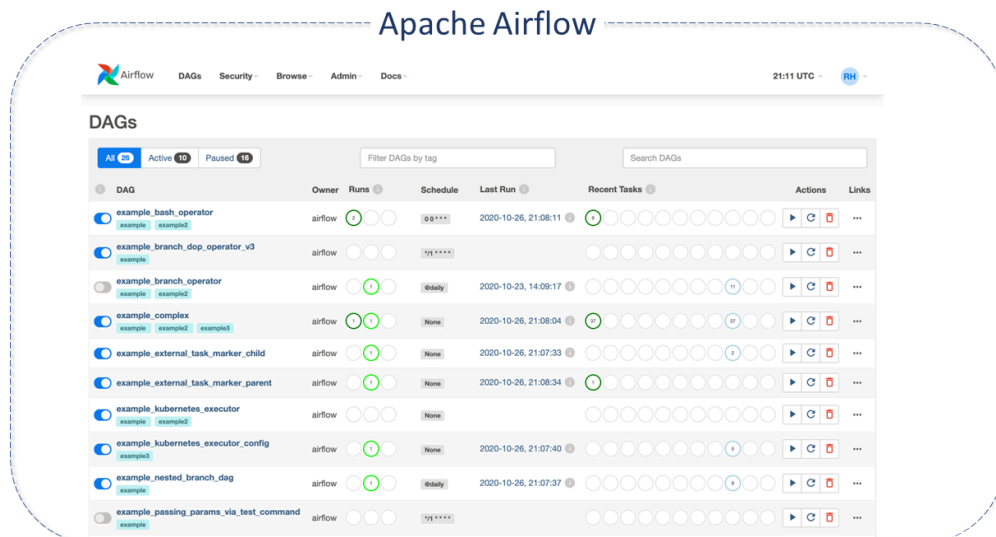 Apache Airflow
Airflow DAGs Security Browse Admin Docs 21:11 UTC RH
DAGs
All 26 Active 10 Paused 16 Filter DAGs by tag Search DAGs
DAG Owner Runs Schedule Last Run Recent Tasks Actions Links
example_bash_operator
airflow 2 0 0 * * * 2020-10-26, 21:08:11 6
example example2
example_branch_dop_operator_v3
airflow */1 * * * *
example
example_branch_operator
airflow 1 @daily 2020-10-23, 14:09:17 11
example example2
example_complex
airflow 1 1 None 2020-10-26, 21:08:04 37 37
example example2 example3
example_external_task_marker_child airflow 1 None 2020-10-26, 21:07:33 2
example_external_task_marker_parent airflow 1 None 2020-10-26, 21:08:34 1
example_kubernetes_executor
airflow None
example example2
example_kubernetes_executor_config
airflow 1 None 2020-10-26, 21:07:40 5
example3
example_nested_branch_dag
airflow 1 @daily 2020-10-26, 21:07:37 9
example
example_passing_params_via_test_command
airflow */1 * * * *
example